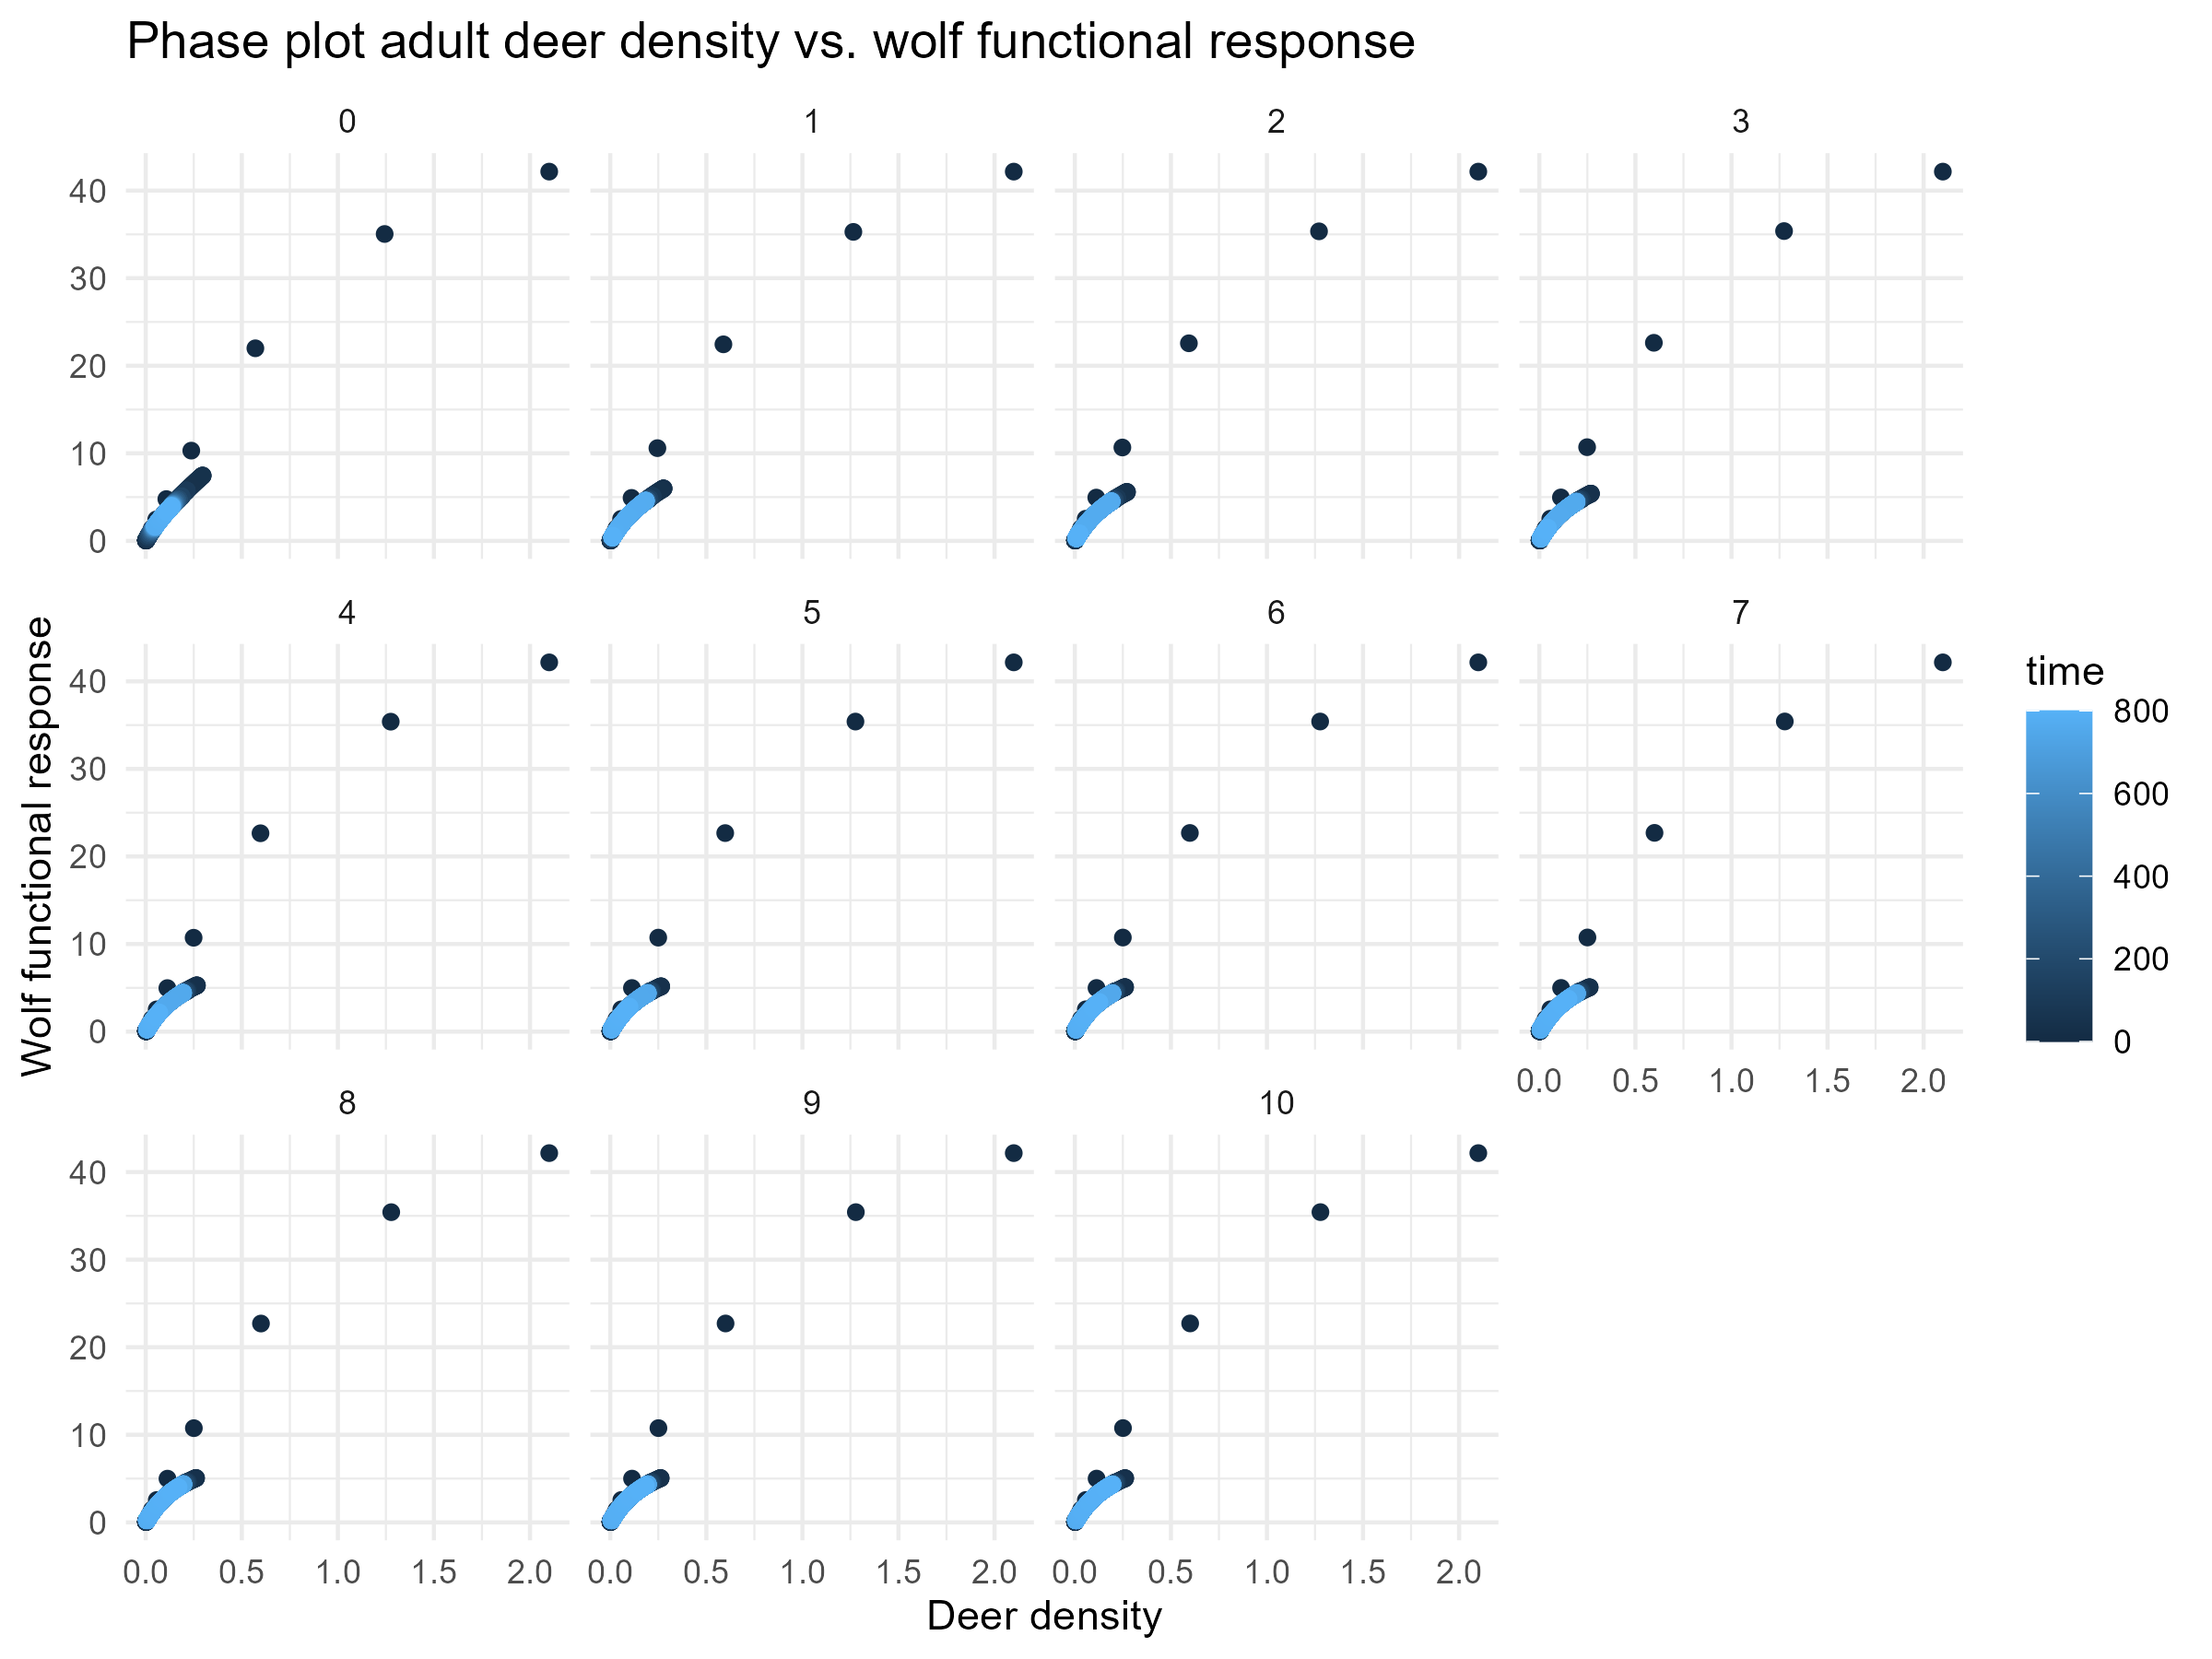 Phase plot adult deer density vs. wolf functional response
0 1 2 3
40
30
20
10
0
4 5 6 7
40
30
20
10
0
0.0 0.5 1.0 1.5 2.0
8 9 10
40
30
20
10
0
0.0 0.5 1.0 1.5 2.0 0.0 0.5 1.0 1.5 2.0 0.0 0.5 1.0 1.5 2.0
Deer density
Wolf functional response
time
800
600
400
200
0